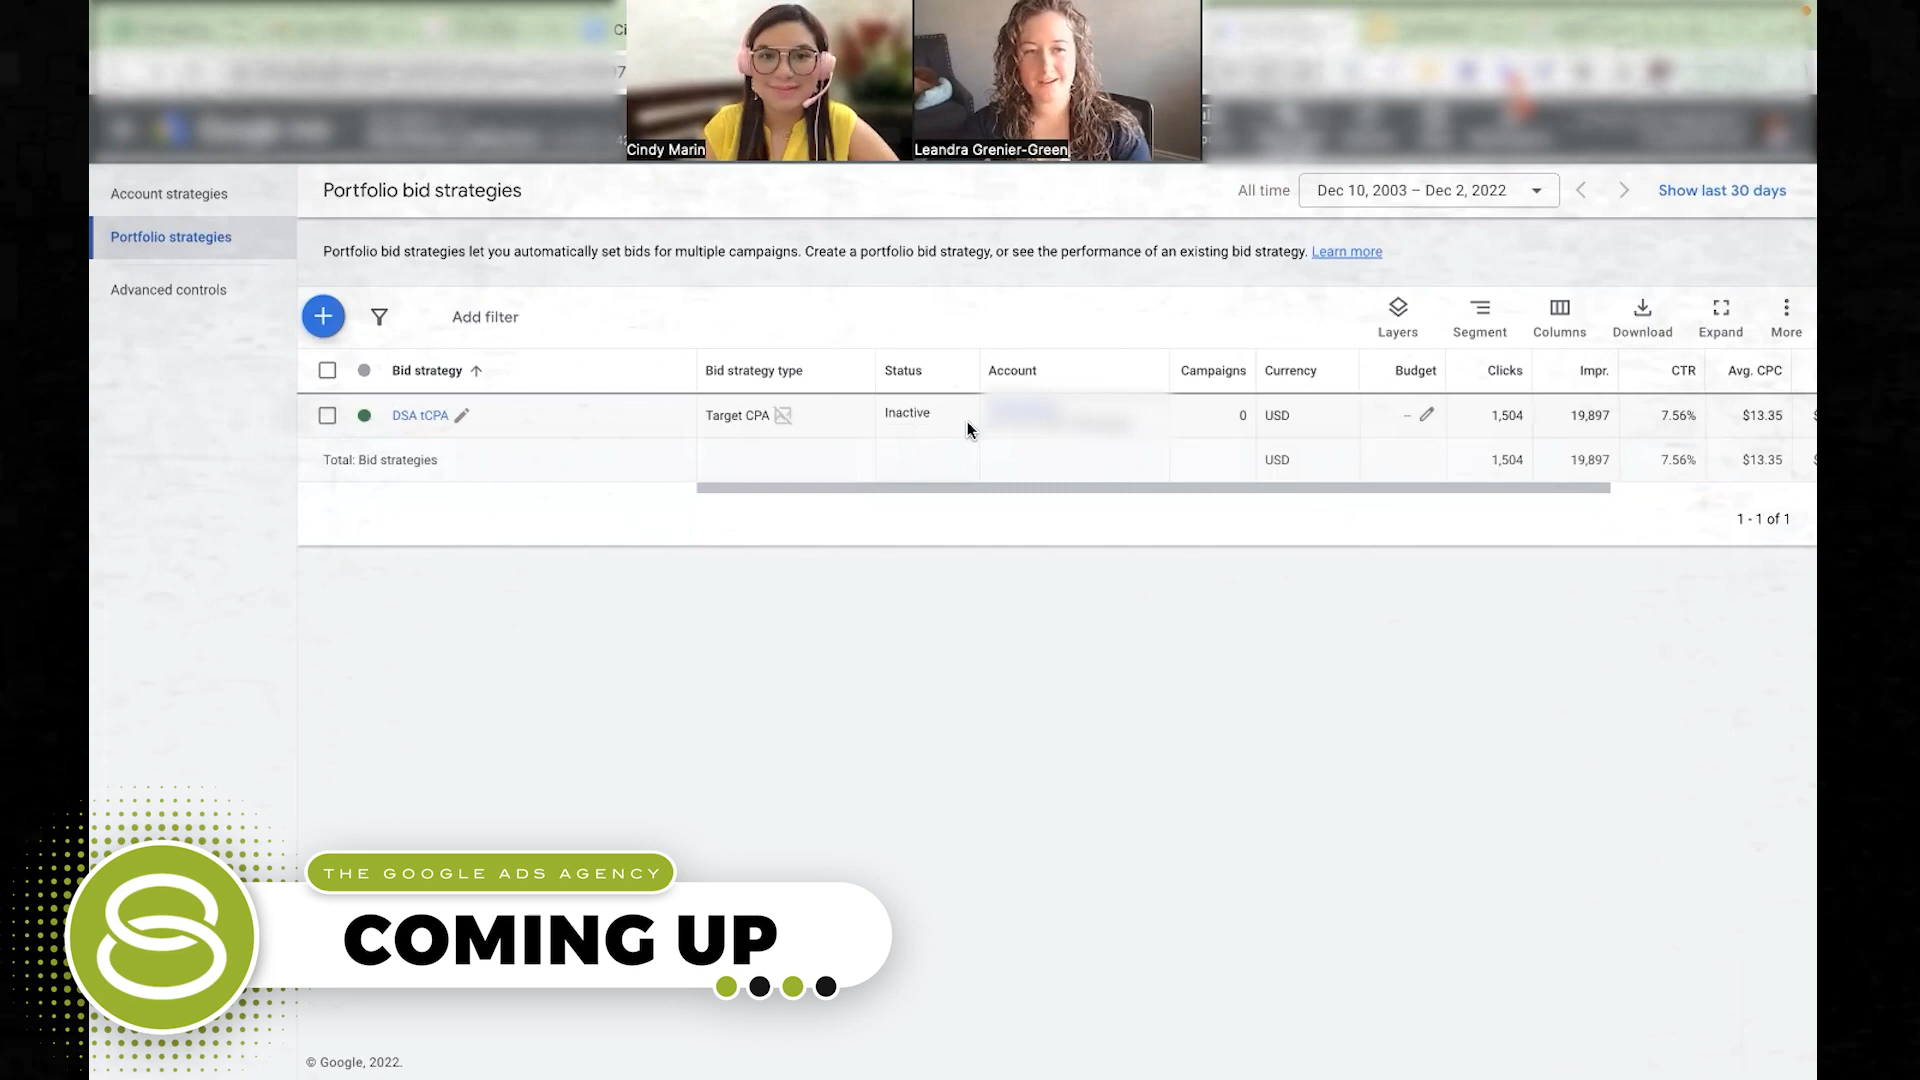 Cindy Marin
Leandra Grenier-Green
Account strategies
Portfolio strategies
Advanced controls
Portfolio bid strategies
All time
Dec 10, 2003 – Dec 2, 2022
Show last 30 days
Portfolio bid strategies let you automatically set bids for multiple campaigns. Create a portfolio bid strategy, or see the performance of an existing bid strategy. Learn more
Add filter
Layers
Segment
Columns
Download
Expand
More
Bid strategy Bid strategy type Status Account Campaigns Currency Budget Clicks Impr. CTR Avg. CPC
DSA tCPA Target CPA Inactive 0 USD – 1,504 19,897 7.56% $13.35
Total: Bid strategies USD 1,504 19,897 7.56% $13.35
1 - 1 of 1
THE GOOGLE ADS AGENCY
COMING UP
© Google, 2022.